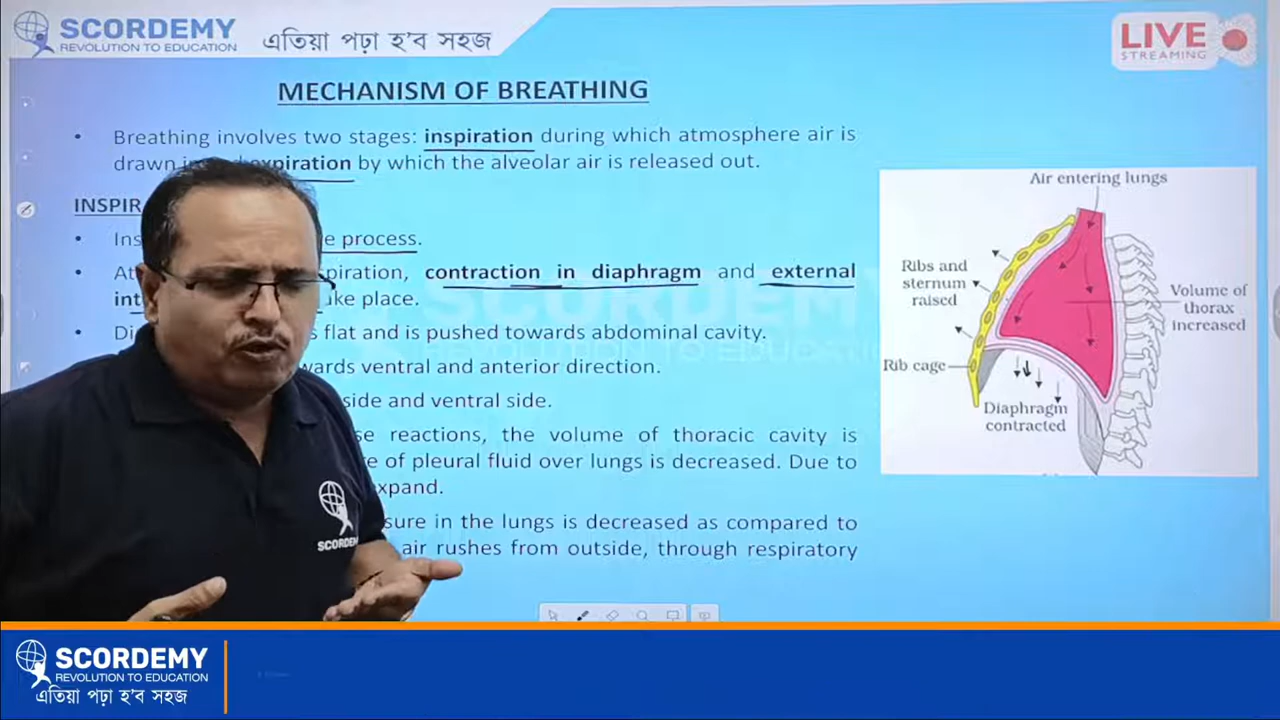 SCORDEMY
REVOLUTION TO EDUCATION
এতিয়া পঢ়া হ'ব সহজ
LIVE
STREAMING
MECHANISM OF BREATHING
• Breathing involves two stages: inspiration during which atmosphere air is
drawn in expiration by which the alveolar air is released out.
INSPIR
• Ins process.
• At piration, contraction in diaphragm and external
int ke place.
• Di s flat and is pushed towards abdominal cavity.
wards ventral and anterior direction.
side and ventral side.
se reactions, the volume of thoracic cavity is
e of pleural fluid over lungs is decreased. Due to
expand.
sure in the lungs is decreased as compared to
air rushes from outside, through respiratory
Air entering lungs
Ribs and
sternum
raised
Volume of
thorax
increased
Rib cage
Diaphragm
contracted
SCORDEMY
SCORDEMY
REVOLUTION TO EDUCATION
এতিয়া পঢ়া হ'ব সহজ